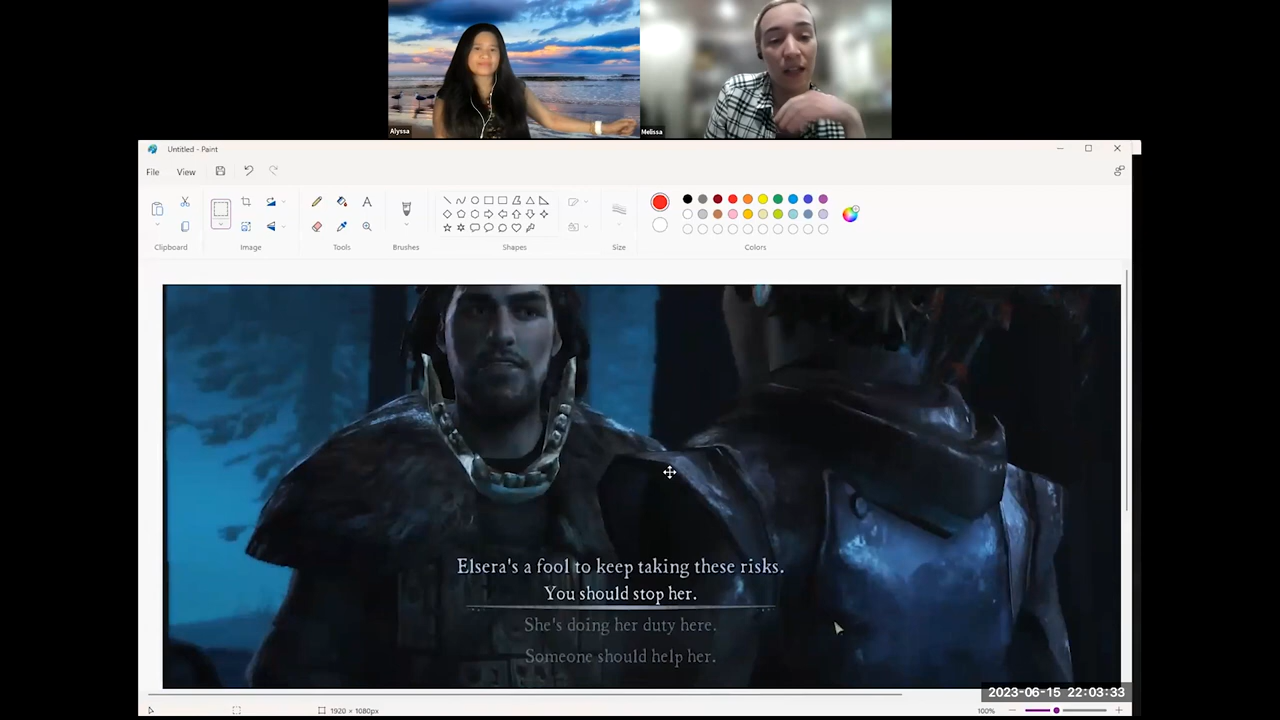 Alyssa
Melissa
Untitled - Paint
File
View
Clipboard
Image
Tools
Brushes
Shapes
Size
Colors
Elsera's a fool to keep taking these risks.
You should stop her.
She's doing her duty here.
Someone should help her.
2023-06-15 22:03:33
1920 × 1080px
100%